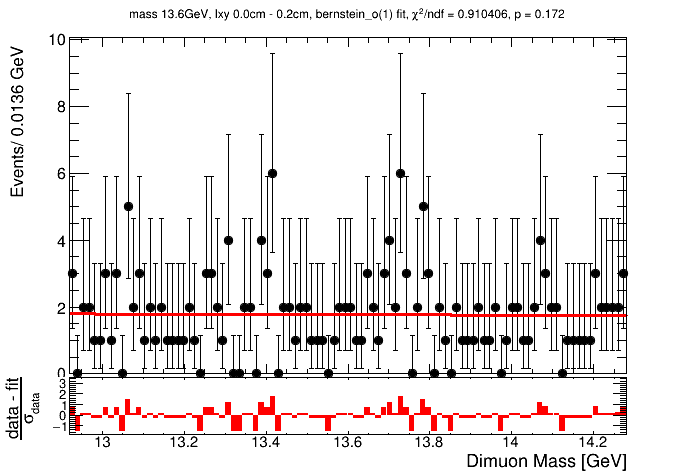 mass 13.6GeV, lxy 0.0cm - 0.2cm, bernstein_o(1) fit, χ²/ndf = 0.910406, p = 0.172
Events/ 0.0136 GeV
10
8
6
4
2
0
data - fit
σdata
3
2
1
0
−1
13 13.2 13.4 13.6 13.8 14 14.2
Dimuon Mass [GeV]